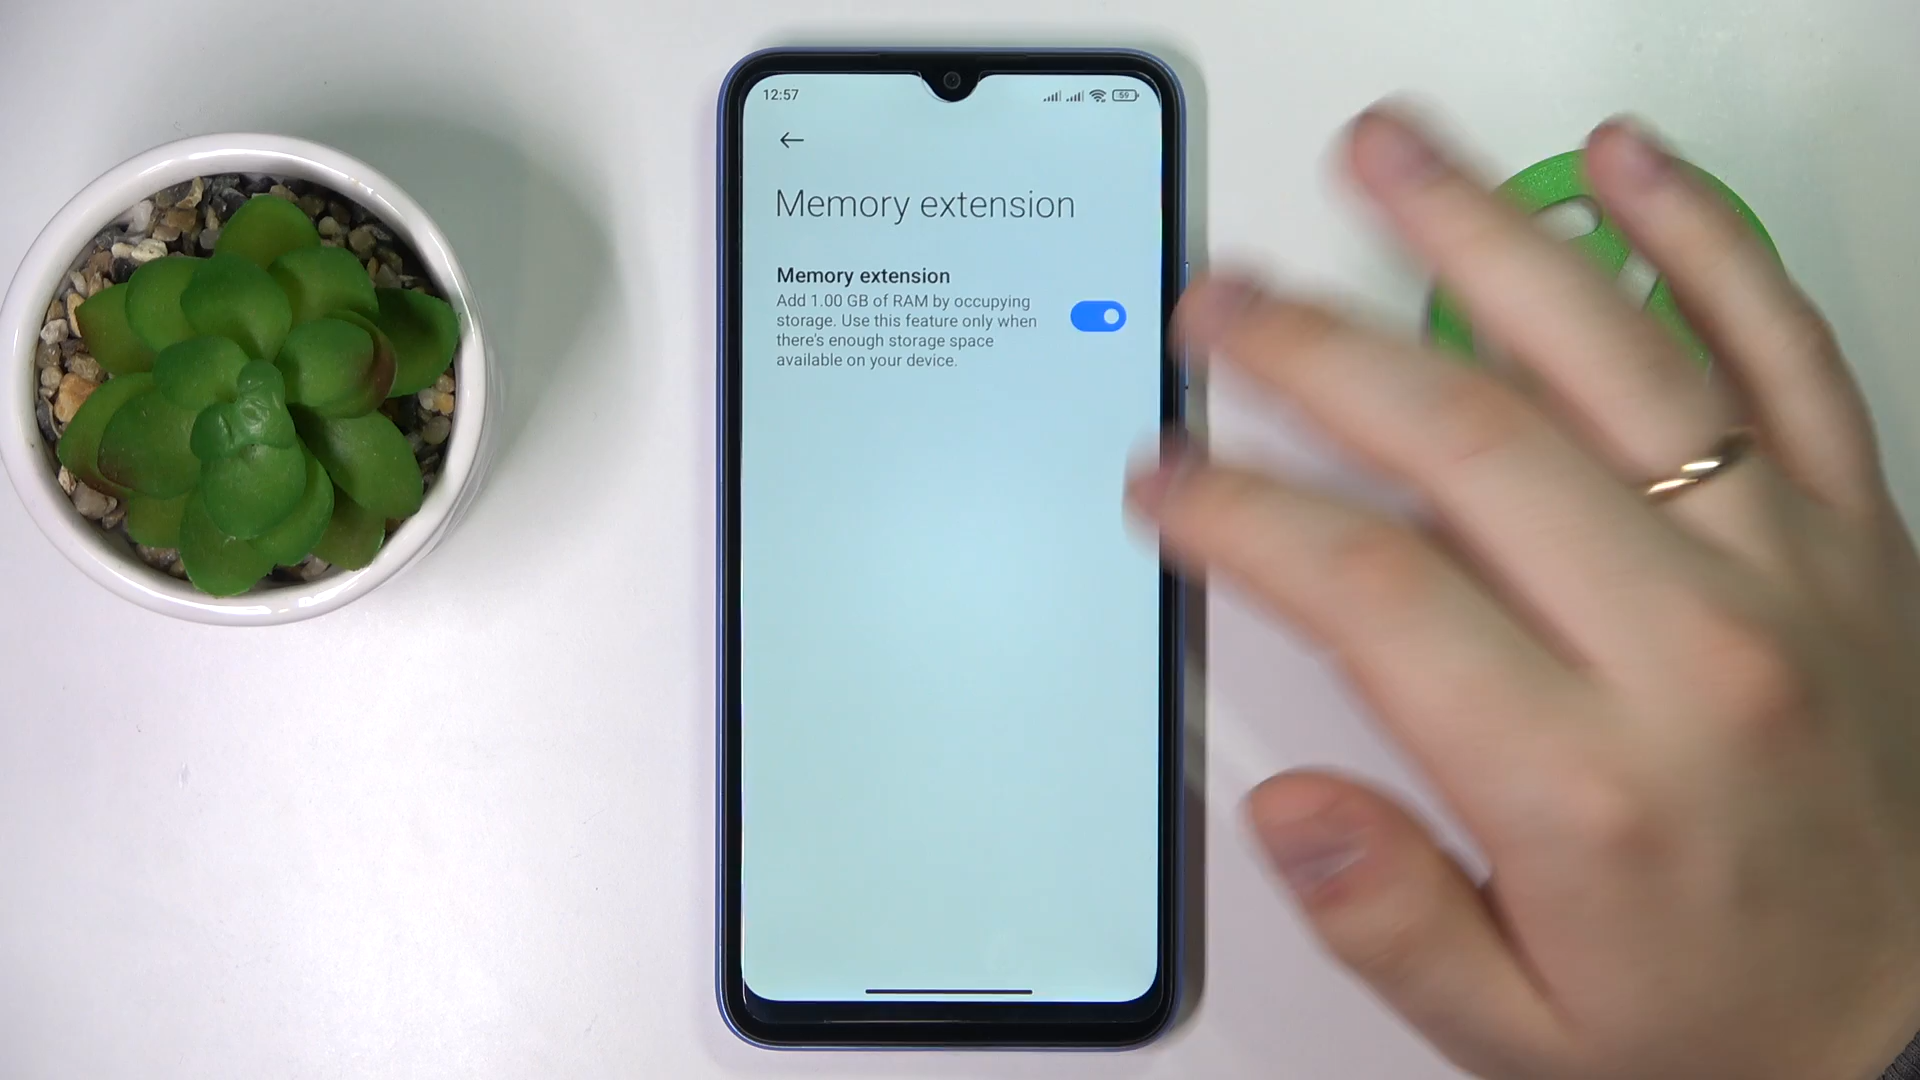 12:57
59
Memory extension
Memory extension
Add 1.00 GB of RAM by occupying
storage. Use this feature only when
there's enough storage space
available on your device.